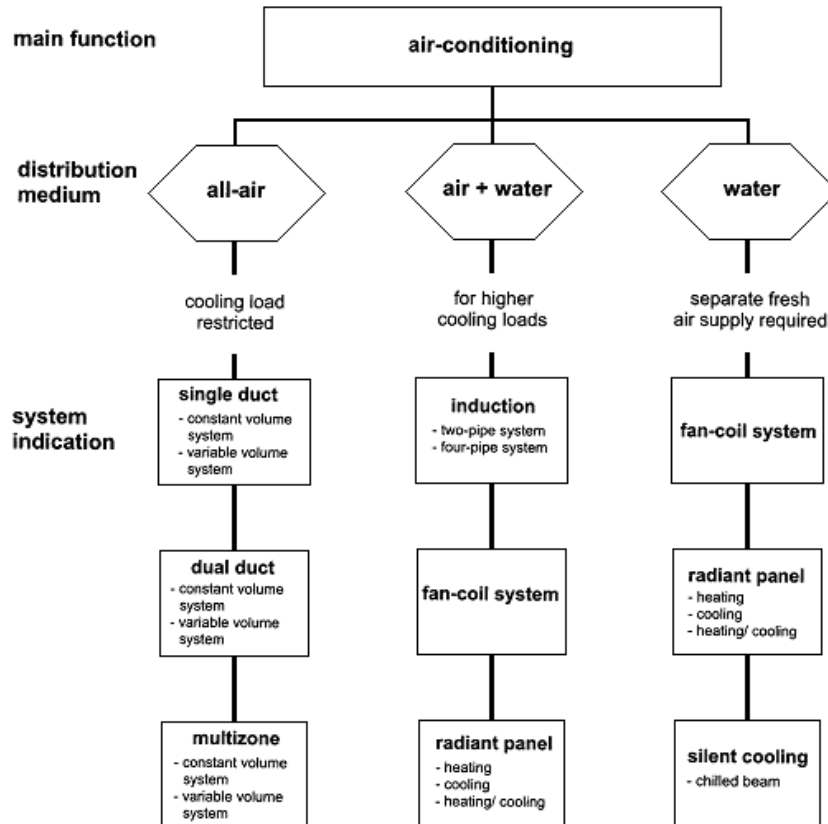 main function
air-conditioning
distribution
medium
all-air
air + water
water
cooling load
restricted
for higher
cooling loads
separate fresh
air supply required
system
indication
single duct
- constant volume
system
- variable volume
system
induction
- two-pipe system
- four-pipe system
fan-coil system
dual duct
- constant volume
system
- variable volume
system
fan-coil system
radiant panel
- heating
- cooling
- heating/ cooling
multizone
- constant volume
system
- variable volume
system
radiant panel
- heating
- cooling
- heating/ cooling
silent cooling
- chilled beam